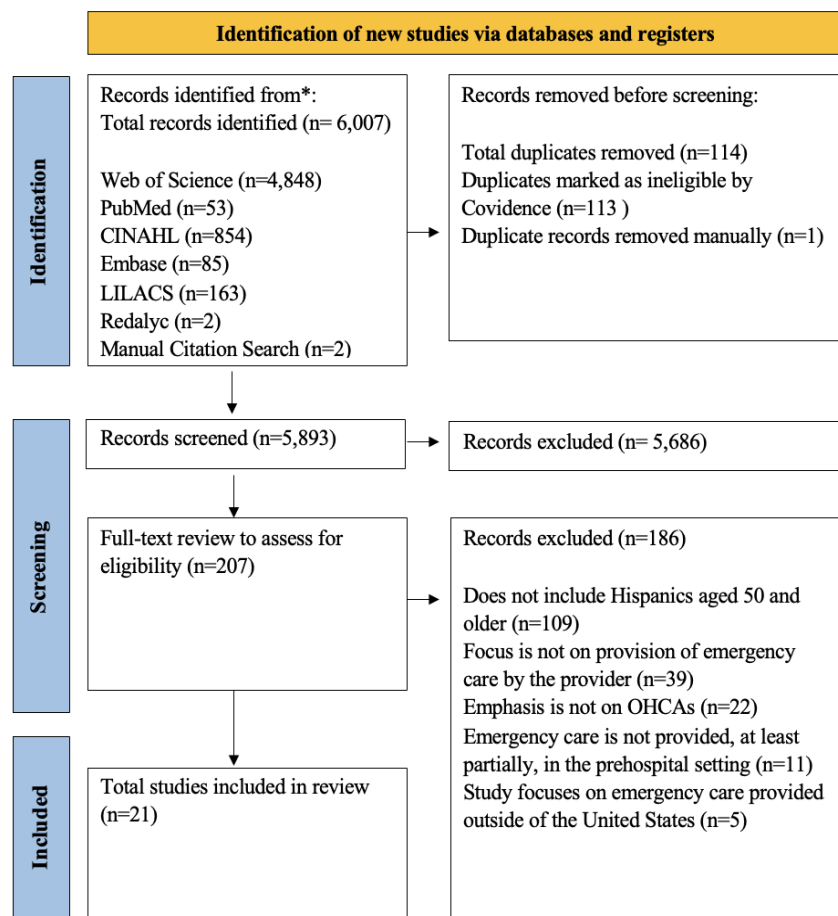 Identification of new studies via databases and registers
Identification
Records identified from*:
Total records identified (n= 6,007)
Web of Science (n=4,848)
PubMed (n=53)
CINAHL (n=854)
Embase (n=85)
LILACS (n=163)
Redalyc (n=2)
Manual Citation Search (n=2)
Records removed before screening:
Total duplicates removed (n=114)
Duplicates marked as ineligible by
Covidence (n=113 )
Duplicate records removed manually (n=1)
Screening
Records screened (n=5,893)
Records excluded (n= 5,686)
Full-text review to assess for
eligibility (n=207)
Records excluded (n=186)
Does not include Hispanics aged 50 and
older (n=109)
Focus is not on provision of emergency
care by the provider (n=39)
Emphasis is not on OHCAs (n=22)
Emergency care is not provided, at least
partially, in the prehospital setting (n=11)
Study focuses on emergency care provided
outside of the United States (n=5)
Included
Total studies included in review
(n=21)